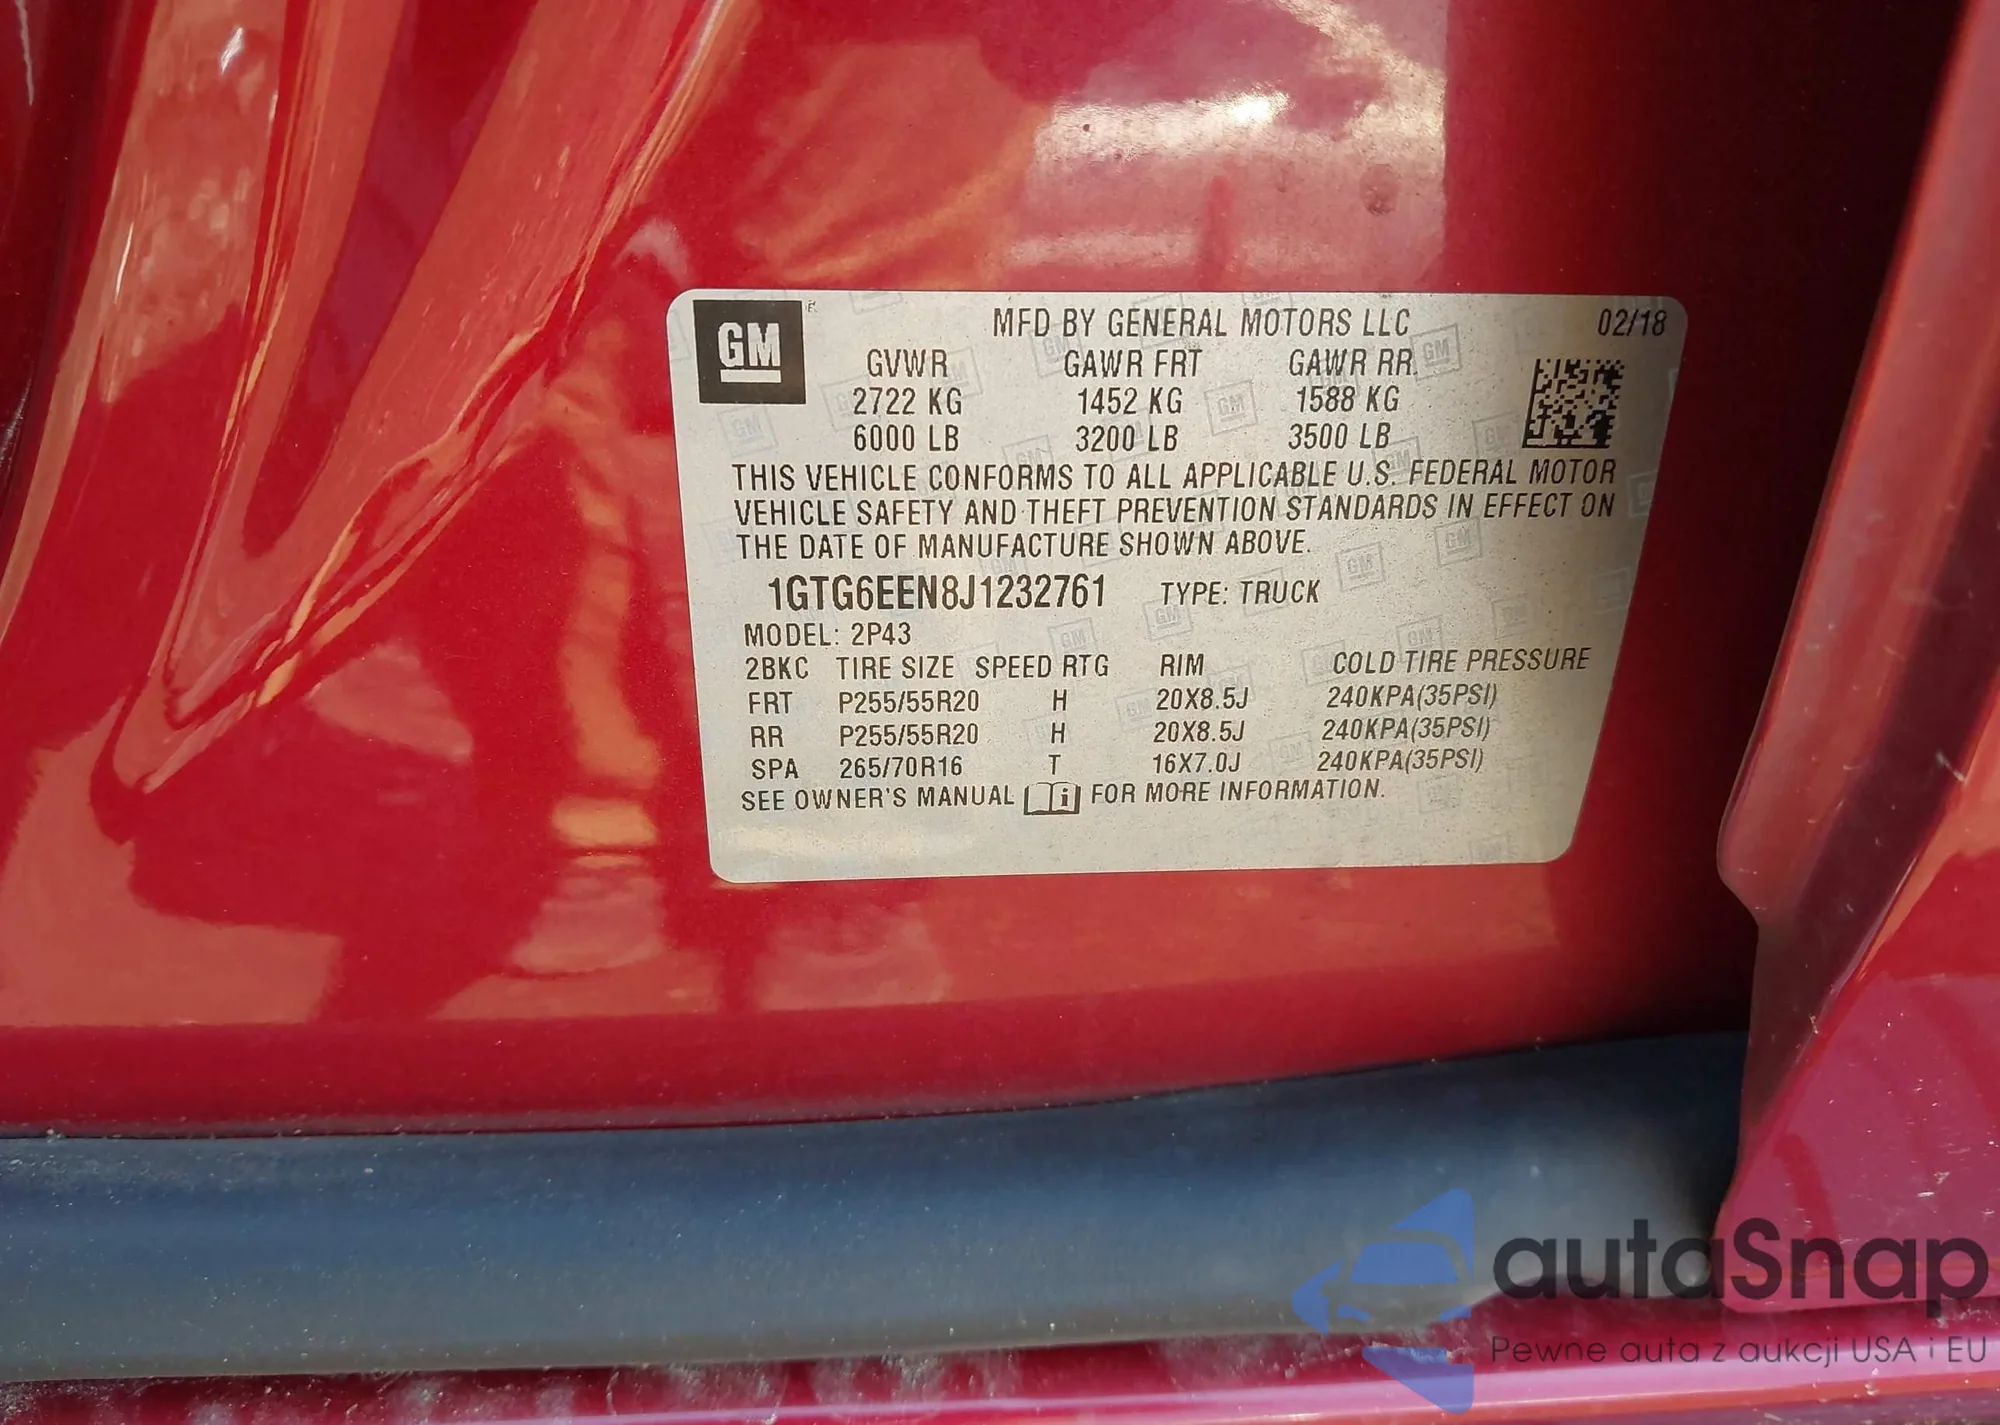 GM
MFD BY GENERAL MOTORS LLC 02/18
GVWR GAWR FRT GAWR RR
2722 KG 1452 KG 1588 KG
6000 LB 3200 LB 3500 LB
THIS VEHICLE CONFORMS TO ALL APPLICABLE U.S. FEDERAL MOTOR
VEHICLE SAFETY AND THEFT PREVENTION STANDARDS IN EFFECT ON
THE DATE OF MANUFACTURE SHOWN ABOVE.
1GTG6EEN8J1232761 TYPE: TRUCK
MODEL: 2P43
2BKC TIRE SIZE SPEED RTG RIM COLD TIRE PRESSURE
FRT P255/55R20 H 20X8.5J 240KPA(35PSI)
RR P255/55R20 H 20X8.5J 240KPA(35PSI)
SPA 265/70R16 T 16X7.0J 240KPA(35PSI)
SEE OWNER'S MANUAL i FOR MORE INFORMATION.
autaSnap
Pewne auta z aukcji USA i EU